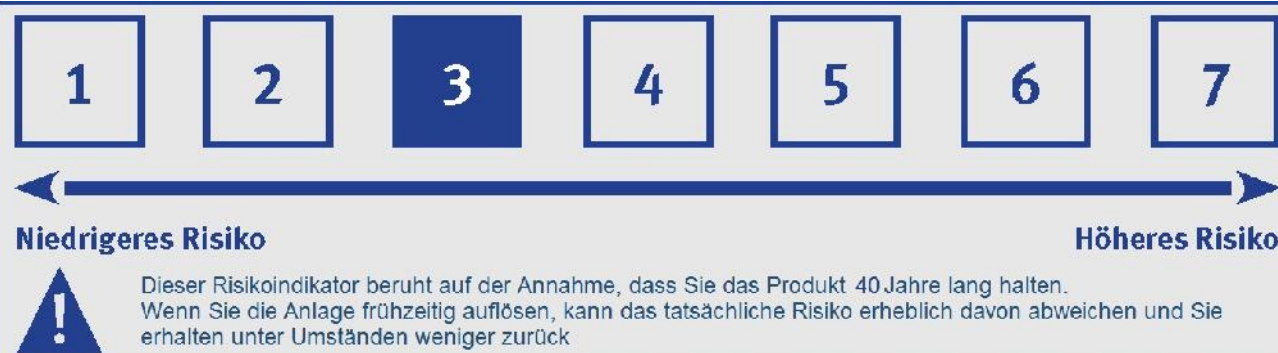 1 2 3 4 5 6 7
Niedrigeres Risiko Höheres Risiko
! Dieser Risikoindikator beruht auf der Annahme, dass Sie das Produkt 40 Jahre lang halten.
Wenn Sie die Anlage frühzeitig auflösen, kann das tatsächliche Risiko erheblich davon abweichen und Sie
erhalten unter Umständen weniger zurück